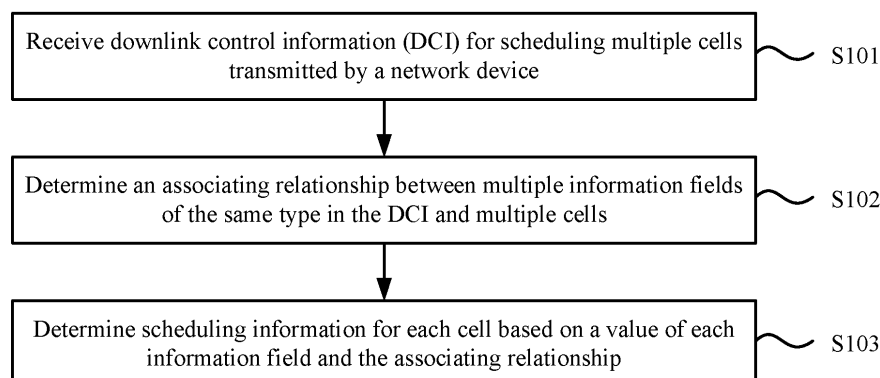 Receive downlink control information (DCI) for scheduling multiple cells
transmitted by a network device
S101
Determine an associating relationship between multiple information fields
of the same type in the DCI and multiple cells
S102
Determine scheduling information for each cell based on a value of each
information field and the associating relationship
S103